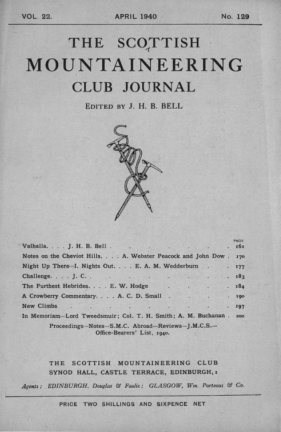 VOL. 22. APRIL 1940 No. 129
THE SCOTTISH
MOUNTAINEERING
CLUB JOURNAL
EDITED BY J. H. B. BELL
PAGE
Valhalla. . . . J. H. B. Bell . . . . . 161
Notes on the Cheviot Hills. . . . A. Webster Peacock and John Dow . 170
Night Up There—I. Nights Out. . . . E. A. M. Wedderburn . . 177
Challenge. . . . J. C. . . . . . . 183
The Furthest Hebrides. . . . E. W. Hodge . . . . 184
A Crowberry Commentary. . . . A. C. D. Small . . . . 190
New Climbs . . . . . . . 197
In Memoriam—Lord Tweedsmuir; Col. T. H. Smith; A. M. Buchanan . 200
Proceedings—Notes—S.M.C. Abroad—Reviews—J.M.C.S.—
Office-Bearers' List, 1940.
THE SCOTTISH MOUNTAINEERING CLUB
SYNOD HALL, CASTLE TERRACE, EDINBURGH, 1
Agents: EDINBURGH, Douglas & Foulis; GLASGOW, Wm. Porteous & Co.
PRICE TWO SHILLINGS AND SIXPENCE NET